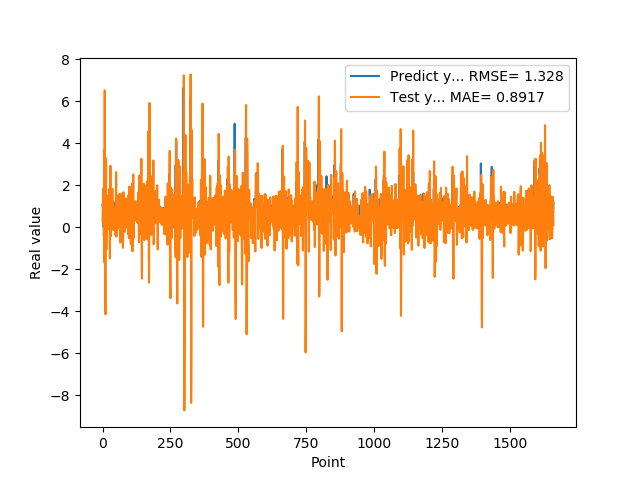 8
6
4
2
0
−2
−4
−6
−8
Real value
Predict y... RMSE= 1.328
Test y... MAE= 0.8917
0 250 500 750 1000 1250 1500
Point